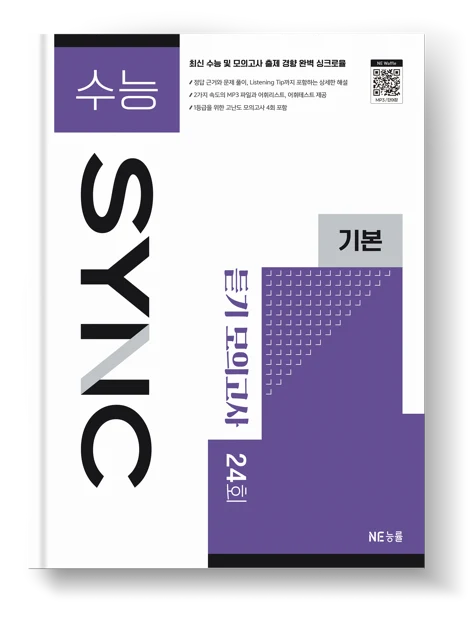 수능
최신 수능 및 모의고사 출제 경향 완벽 싱크로율
정답 근거와 문제 풀이, Listening Tip까지 포함하는 상세한 해설
2가지 속도의 MP3 파일과 어휘리스트, 어휘테스트 제공
1등급을 위한 고난도 모의고사 4회 포함
NE Waffle
MP3 / 단어장
SYNC
기본
듣기 모의고사
24회
NE능률